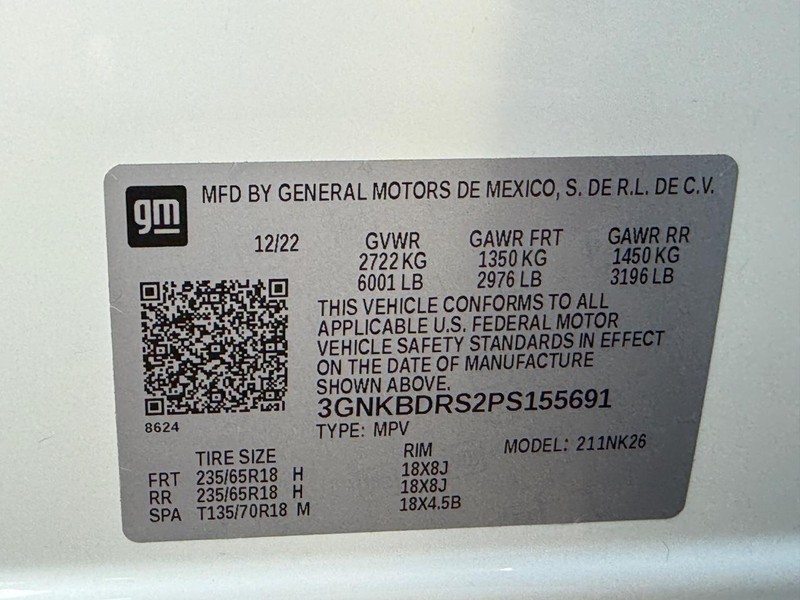 gm
MFD BY GENERAL MOTORS DE MEXICO, S. DE R.L. DE C.V.
12/22 GVWR GAWR FRT GAWR RR
2722 KG 1350 KG 1450 KG
6001 LB 2976 LB 3196 LB
THIS VEHICLE CONFORMS TO ALL
APPLICABLE U.S. FEDERAL MOTOR
VEHICLE SAFETY STANDARDS IN EFFECT
ON THE DATE OF MANUFACTURE
SHOWN ABOVE.
3GNKBDRS2PS155691
8624
TYPE: MPV
MODEL: 211NK26
TIRE SIZE RIM
FRT 235/65R18 H 18X8J
RR 235/65R18 H 18X8J
SPA T135/70R18 M 18X4.5B